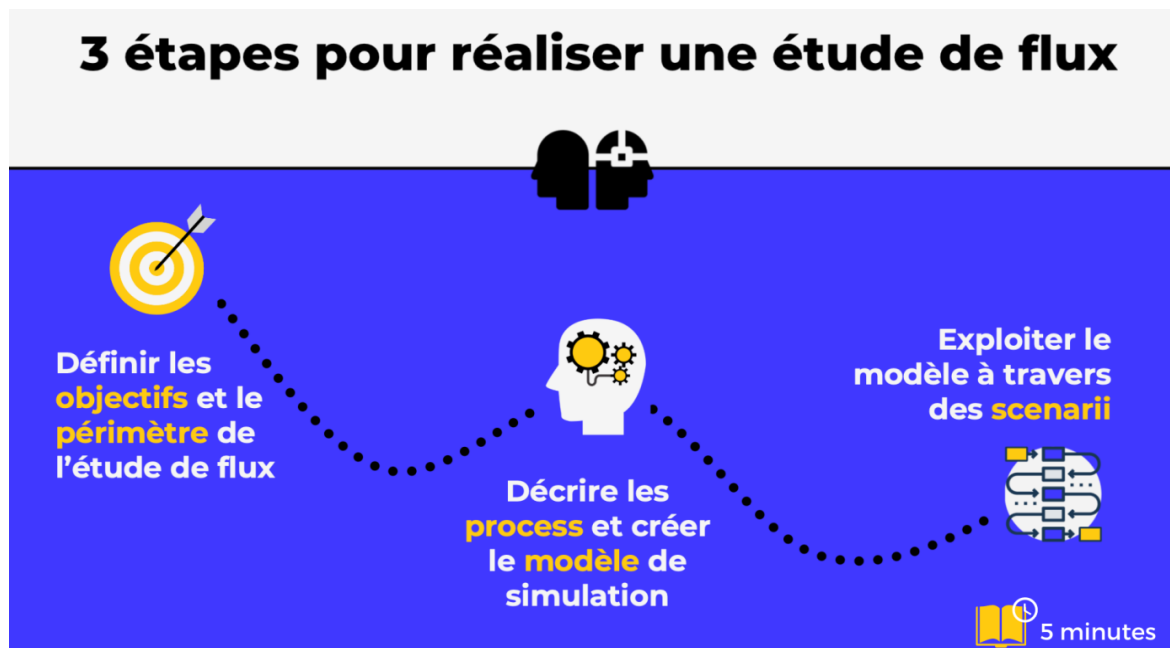 3 étapes pour réaliser une étude de flux
Définir les
objectifs et le
périmètre de
l'étude de flux
Décrire les
process et créer
le modèle de
simulation
Exploiter le
modèle à travers
des scenarii
5 minutes